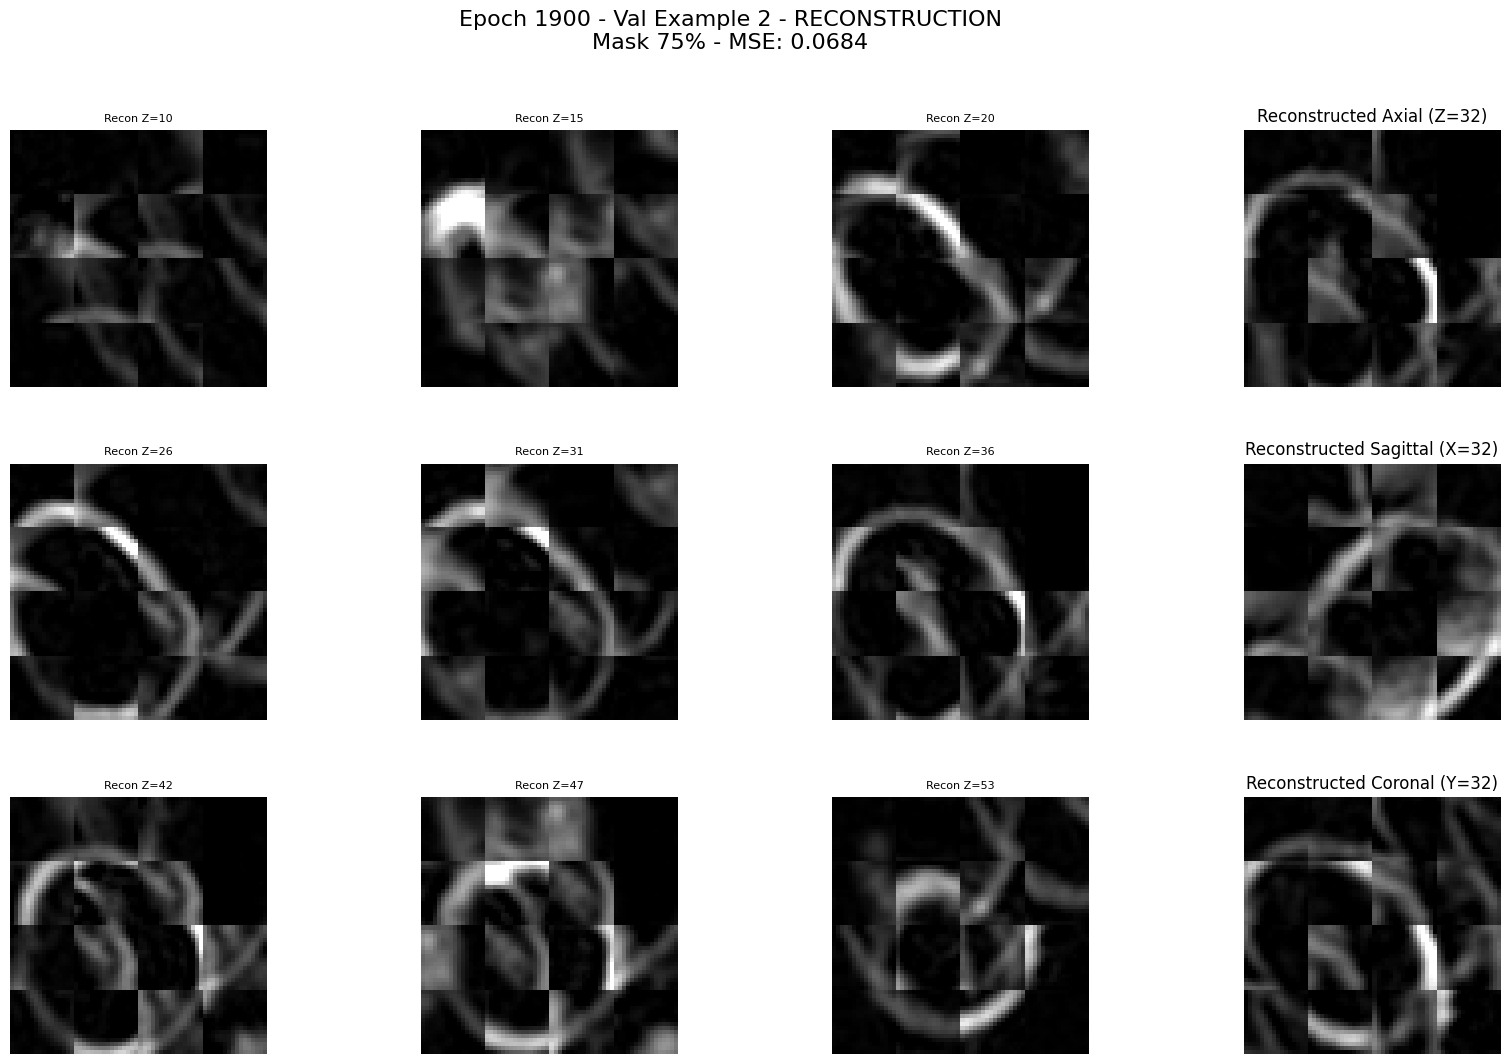 Epoch 1900 - Val Example 2 - RECONSTRUCTION
Mask 75% - MSE: 0.0684
Recon Z=10
Recon Z=15
Recon Z=20
Reconstructed Axial (Z=32)
Recon Z=26
Recon Z=31
Recon Z=36
Reconstructed Sagittal (X=32)
Recon Z=42
Recon Z=47
Recon Z=53
Reconstructed Coronal (Y=32)